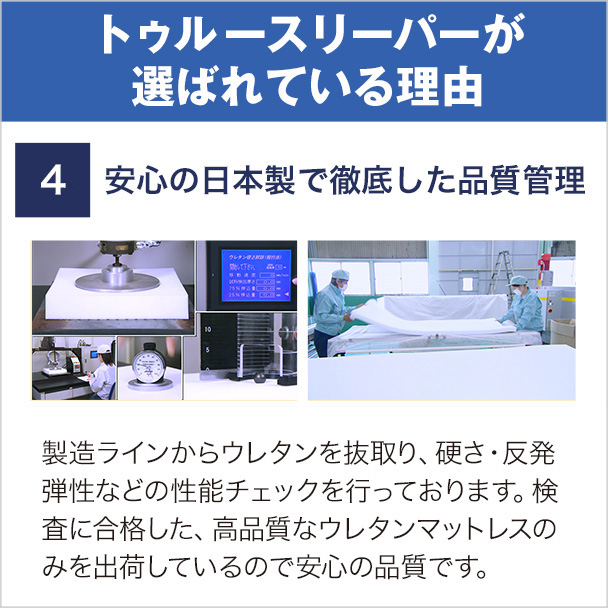 トゥルースリーパーが
選ばれている理由
4 安心の日本製で徹底した品質管理
製造ラインからウレタンを抜取り、硬さ・反発
弾性などの性能チェックを行っております。検
査に合格した、高品質なウレタンマットレスの
みを出荷しているので安心の品質です。